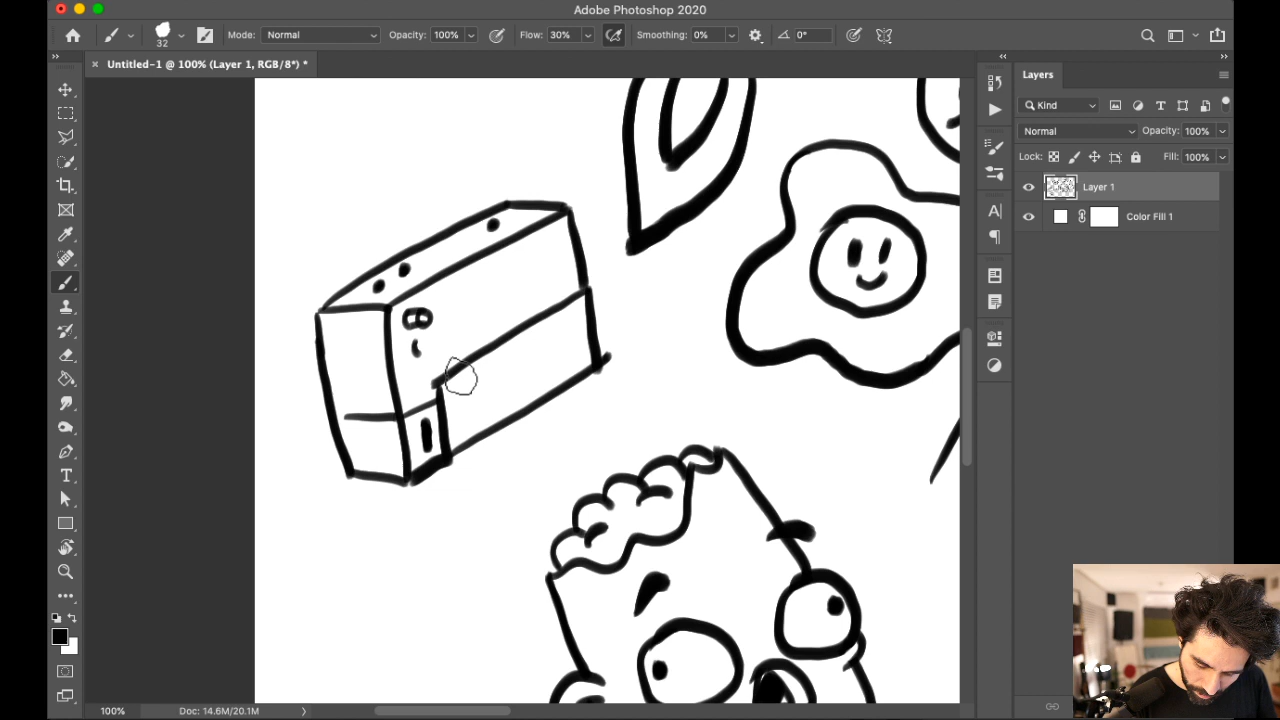 Adobe Photoshop 2020
32
Mode: Normal Opacity: 100% Flow: 30% Smoothing: 0% 0°
Untitled-1 @ 100% (Layer 1, RGB/8*) *
Layers
Kind
Normal Opacity: 100%
Lock: Fill: 100%
Layer 1
Color Fill 1
100% Doc: 14.6M/20.1M